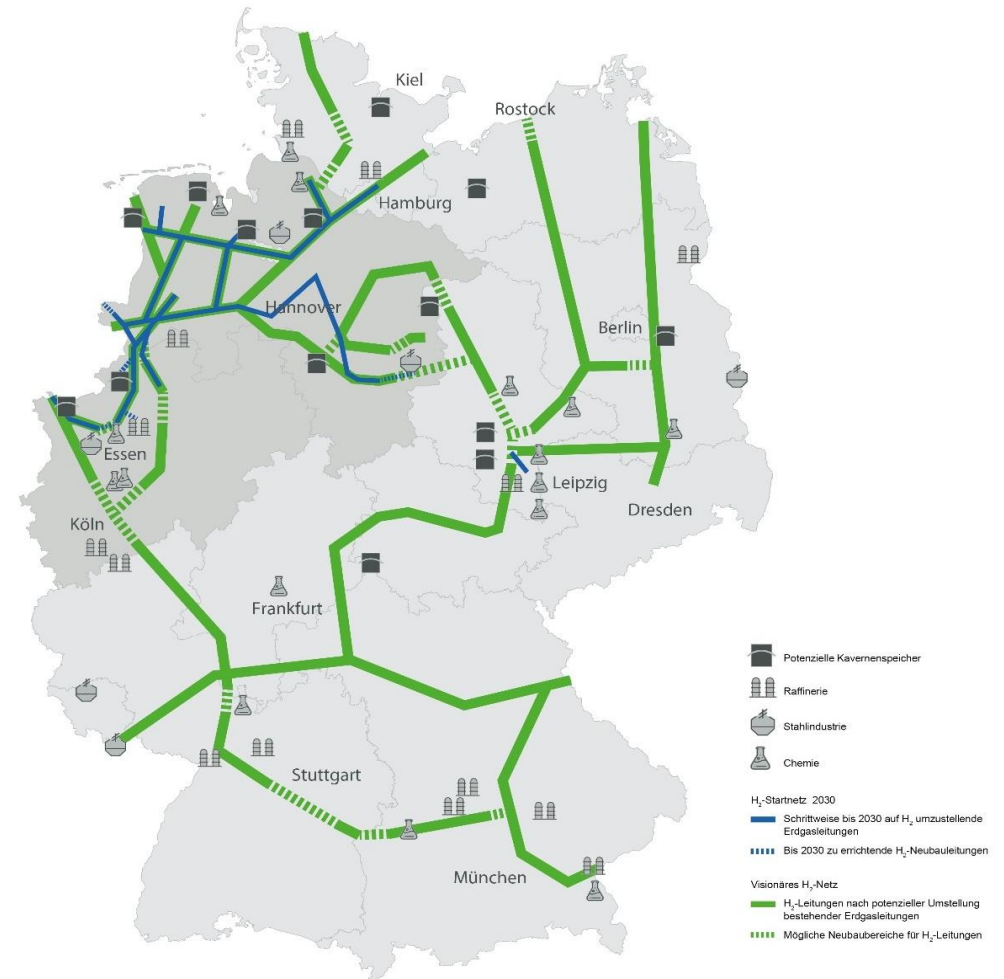 Kiel
Rostock
Hamburg
Hannover
Berlin
Essen
Leipzig
Dresden
Köln
Frankfurt
Stuttgart
München
Potenzielle Kavernenspeicher
Raffinerie
Stahlindustrie
Chemie
H₂-Startnetz 2030
Schrittweise bis 2030 auf H₂ umzustellende
Erdgasleitungen
Bis 2030 zu errichtende H₂-Neubauleitungen
Visionäres H₂-Netz
H₂-Leitungen nach potenzieller Umstellung
bestehender Erdgasleitungen
Mögliche Neubaubereiche für H₂-Leitungen